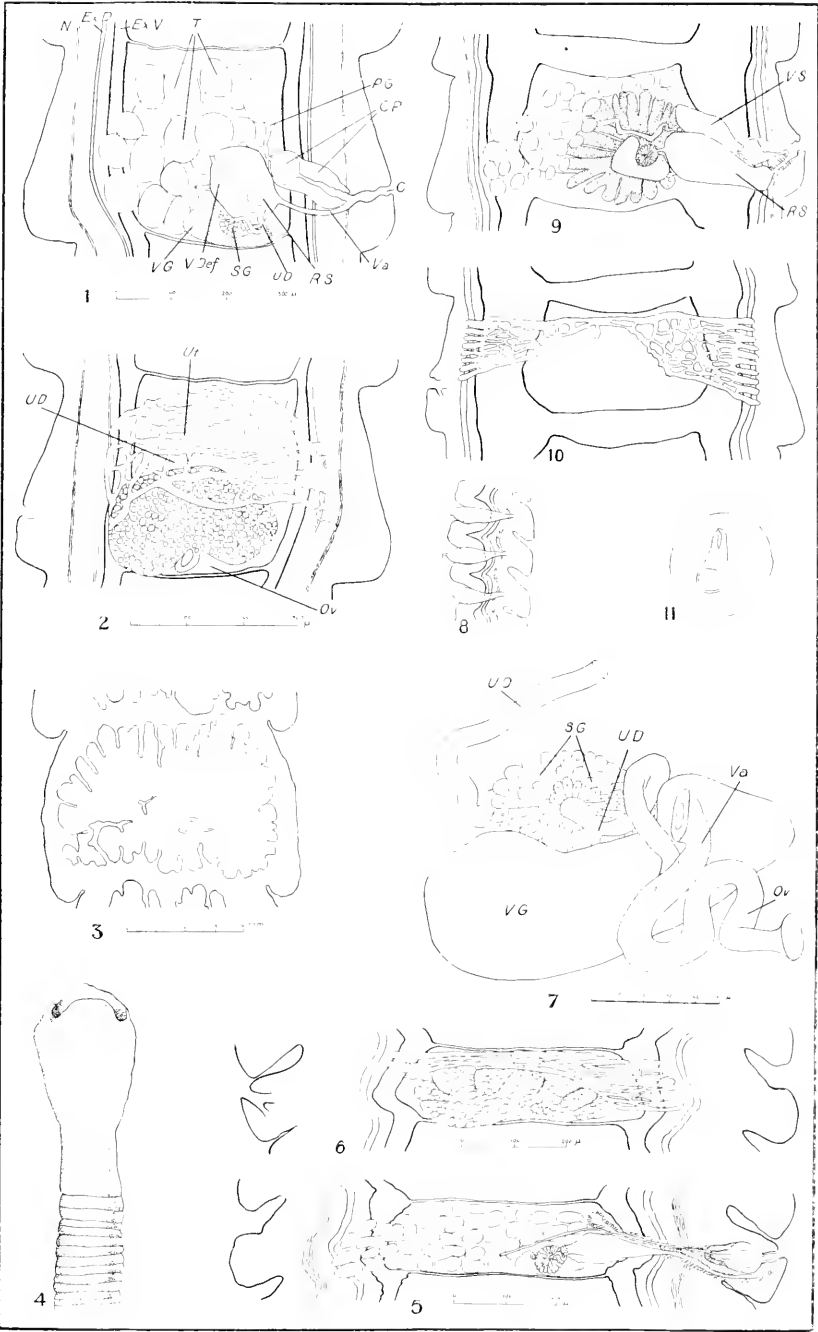 N Ex D Ex V T
PG
CP
C
VG V Def SG UD RS Va
1
Ut
UD
Ov
2
3
4
VS
RS
9
10
8
11
UD
SG UD
Va
VG
Ov
7
6
5